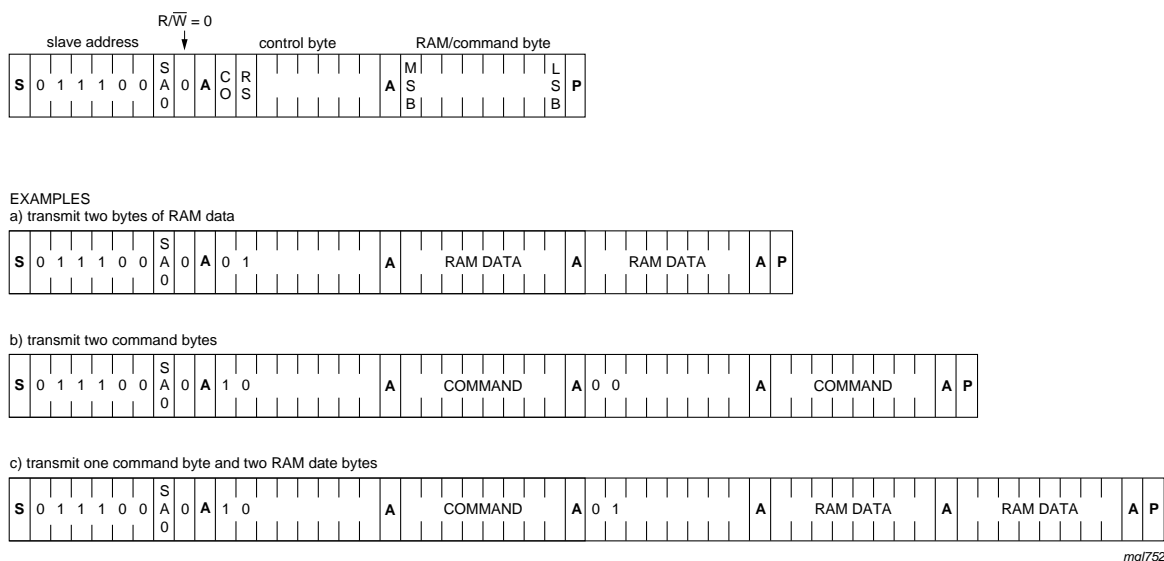 R/W = 0
slave address control byte RAM/command byte
S 0 1 1 1 0 0 SA0 0 A CO RS A MSB LSB P
EXAMPLES
a) transmit two bytes of RAM data
S 0 1 1 1 0 0 SA0 0 A 0 1 A RAM DATA A RAM DATA A P
b) transmit two command bytes
S 0 1 1 1 0 0 SA0 0 A 1 0 A COMMAND A 0 0 A COMMAND A P
c) transmit one command byte and two RAM date bytes
S 0 1 1 1 0 0 SA0 0 A 1 0 A COMMAND A 0 1 A RAM DATA A RAM DATA A P
mgl752